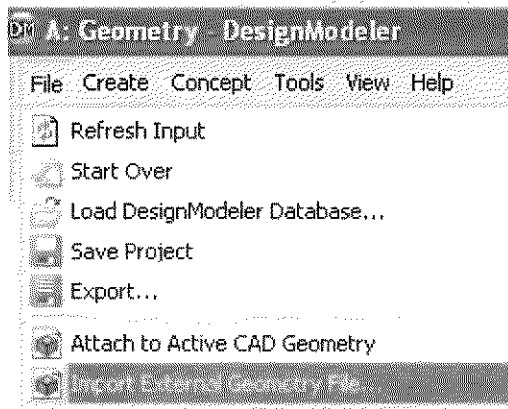 DM A: Geometry - DesignModeler
File Create Concept Tools View Help
Refresh Input
Start Over
Load DesignModeler Database...
Save Project
Export...
Attach to Active CAD Geometry
Import External Geometry File...